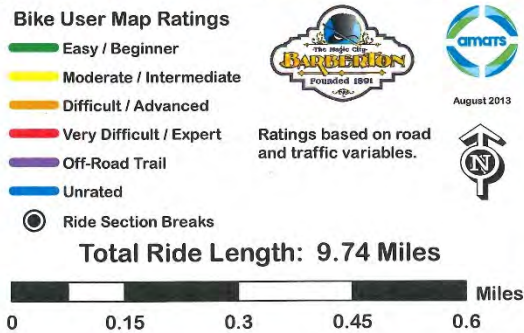 Bike User Map Ratings
Easy / Beginner
Moderate / Intermediate
Difficult / Advanced
Very Difficult / Expert
Off-Road Trail
Unrated
Ride Section Breaks
The Magic City
BARBERTON
Founded 1891
amats
August 2013
Ratings based on road
and traffic variables.
N
Total Ride Length: 9.74 Miles
Miles
0 0.15 0.3 0.45 0.6